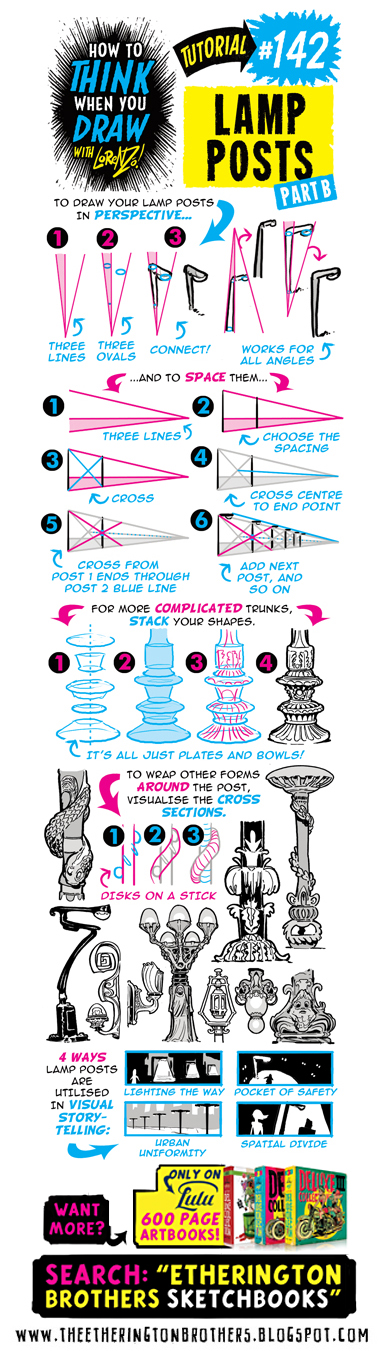 HOW TO
THINK
WHEN YOU
DRAW
WITH LORENZO!
TUTORIAL
#142
LAMP
POSTS
PART B
TO DRAW YOUR LAMP POSTS
IN PERSPECTIVE...
1
2
3
THREE
LINES
THREE
OVALS
CONNECT!
WORKS FOR
ALL ANGLES
...AND TO SPACE THEM...
1
THREE LINES
2
CHOOSE THE
SPACING
3
CROSS
4
CROSS CENTRE
TO END POINT
5
CROSS FROM
POST 1 ENDS THROUGH
POST 2 BLUE LINE
6
ADD NEXT
POST, AND
SO ON
FOR MORE COMPLICATED TRUNKS,
STACK YOUR SHAPES.
1
2
3
4
IT'S ALL JUST PLATES AND BOWLS!
TO WRAP OTHER FORMS
AROUND THE POST,
VISUALISE THE CROSS
SECTIONS.
1
2
3
DISKS ON A STICK
4 WAYS
LAMP POSTS
ARE
UTILISED
IN VISUAL
STORY-
TELLING:
LIGHTING THE WAY
POCKET OF SAFETY
URBAN
UNIFORMITY
SPATIAL DIVIDE
WANT
MORE?
ONLY ON
Lulu
600 PAGE
ARTBOOKS!
SEARCH: "ETHERINGTON
BROTHERS SKETCHBOOKS"
WWW.THEETHERINGTONBROTHERS.BLOGSPOT.COM